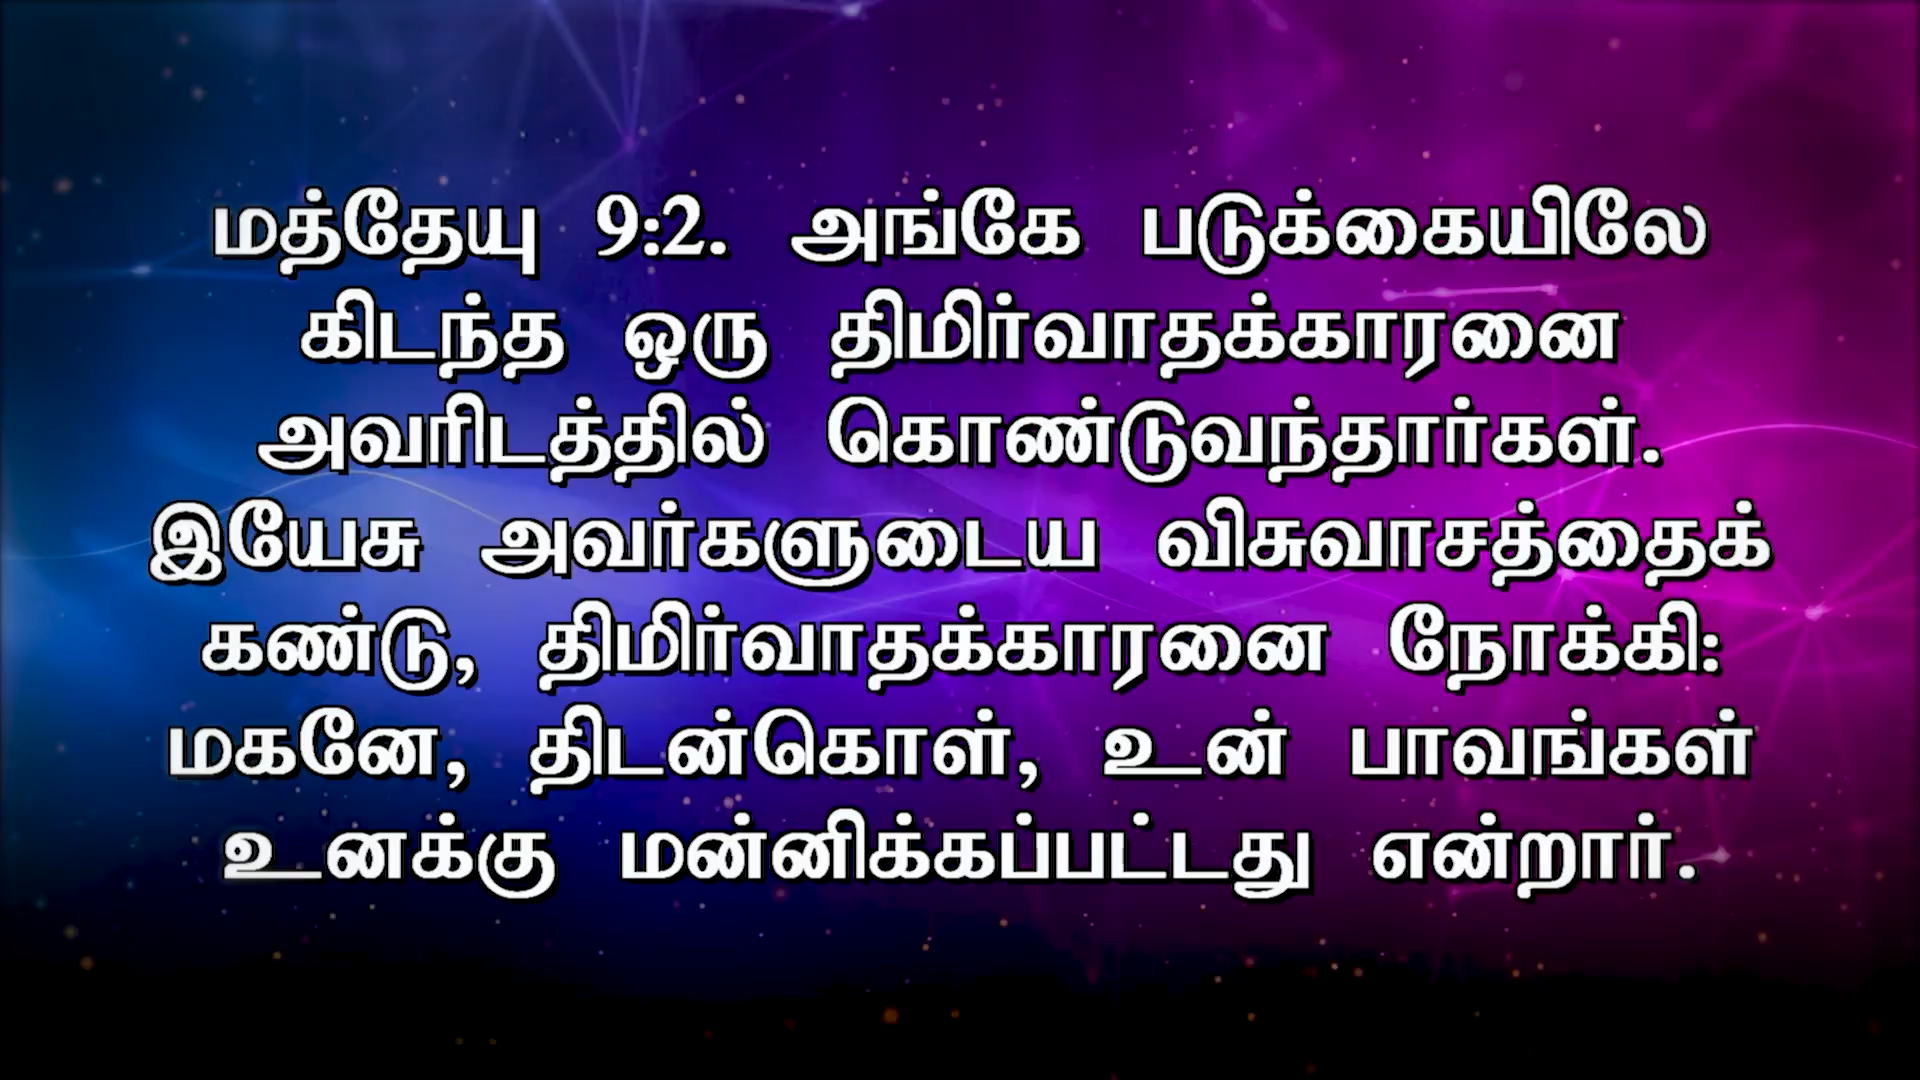 மத்தேயு 9:2. அங்கே படுக்கையிலே
கிடந்த ஒரு திமிர்வாதக்காரனை
அவரிடத்தில் கொண்டுவந்தார்கள்.
இயேசு அவர்களுடைய விசுவாசத்தைக்
கண்டு, திமிர்வாதக்காரனை நோக்கி:
மகனே, திடன்கொள், உன் பாவங்கள்
உனக்கு மன்னிக்கப்பட்டது என்றார்.